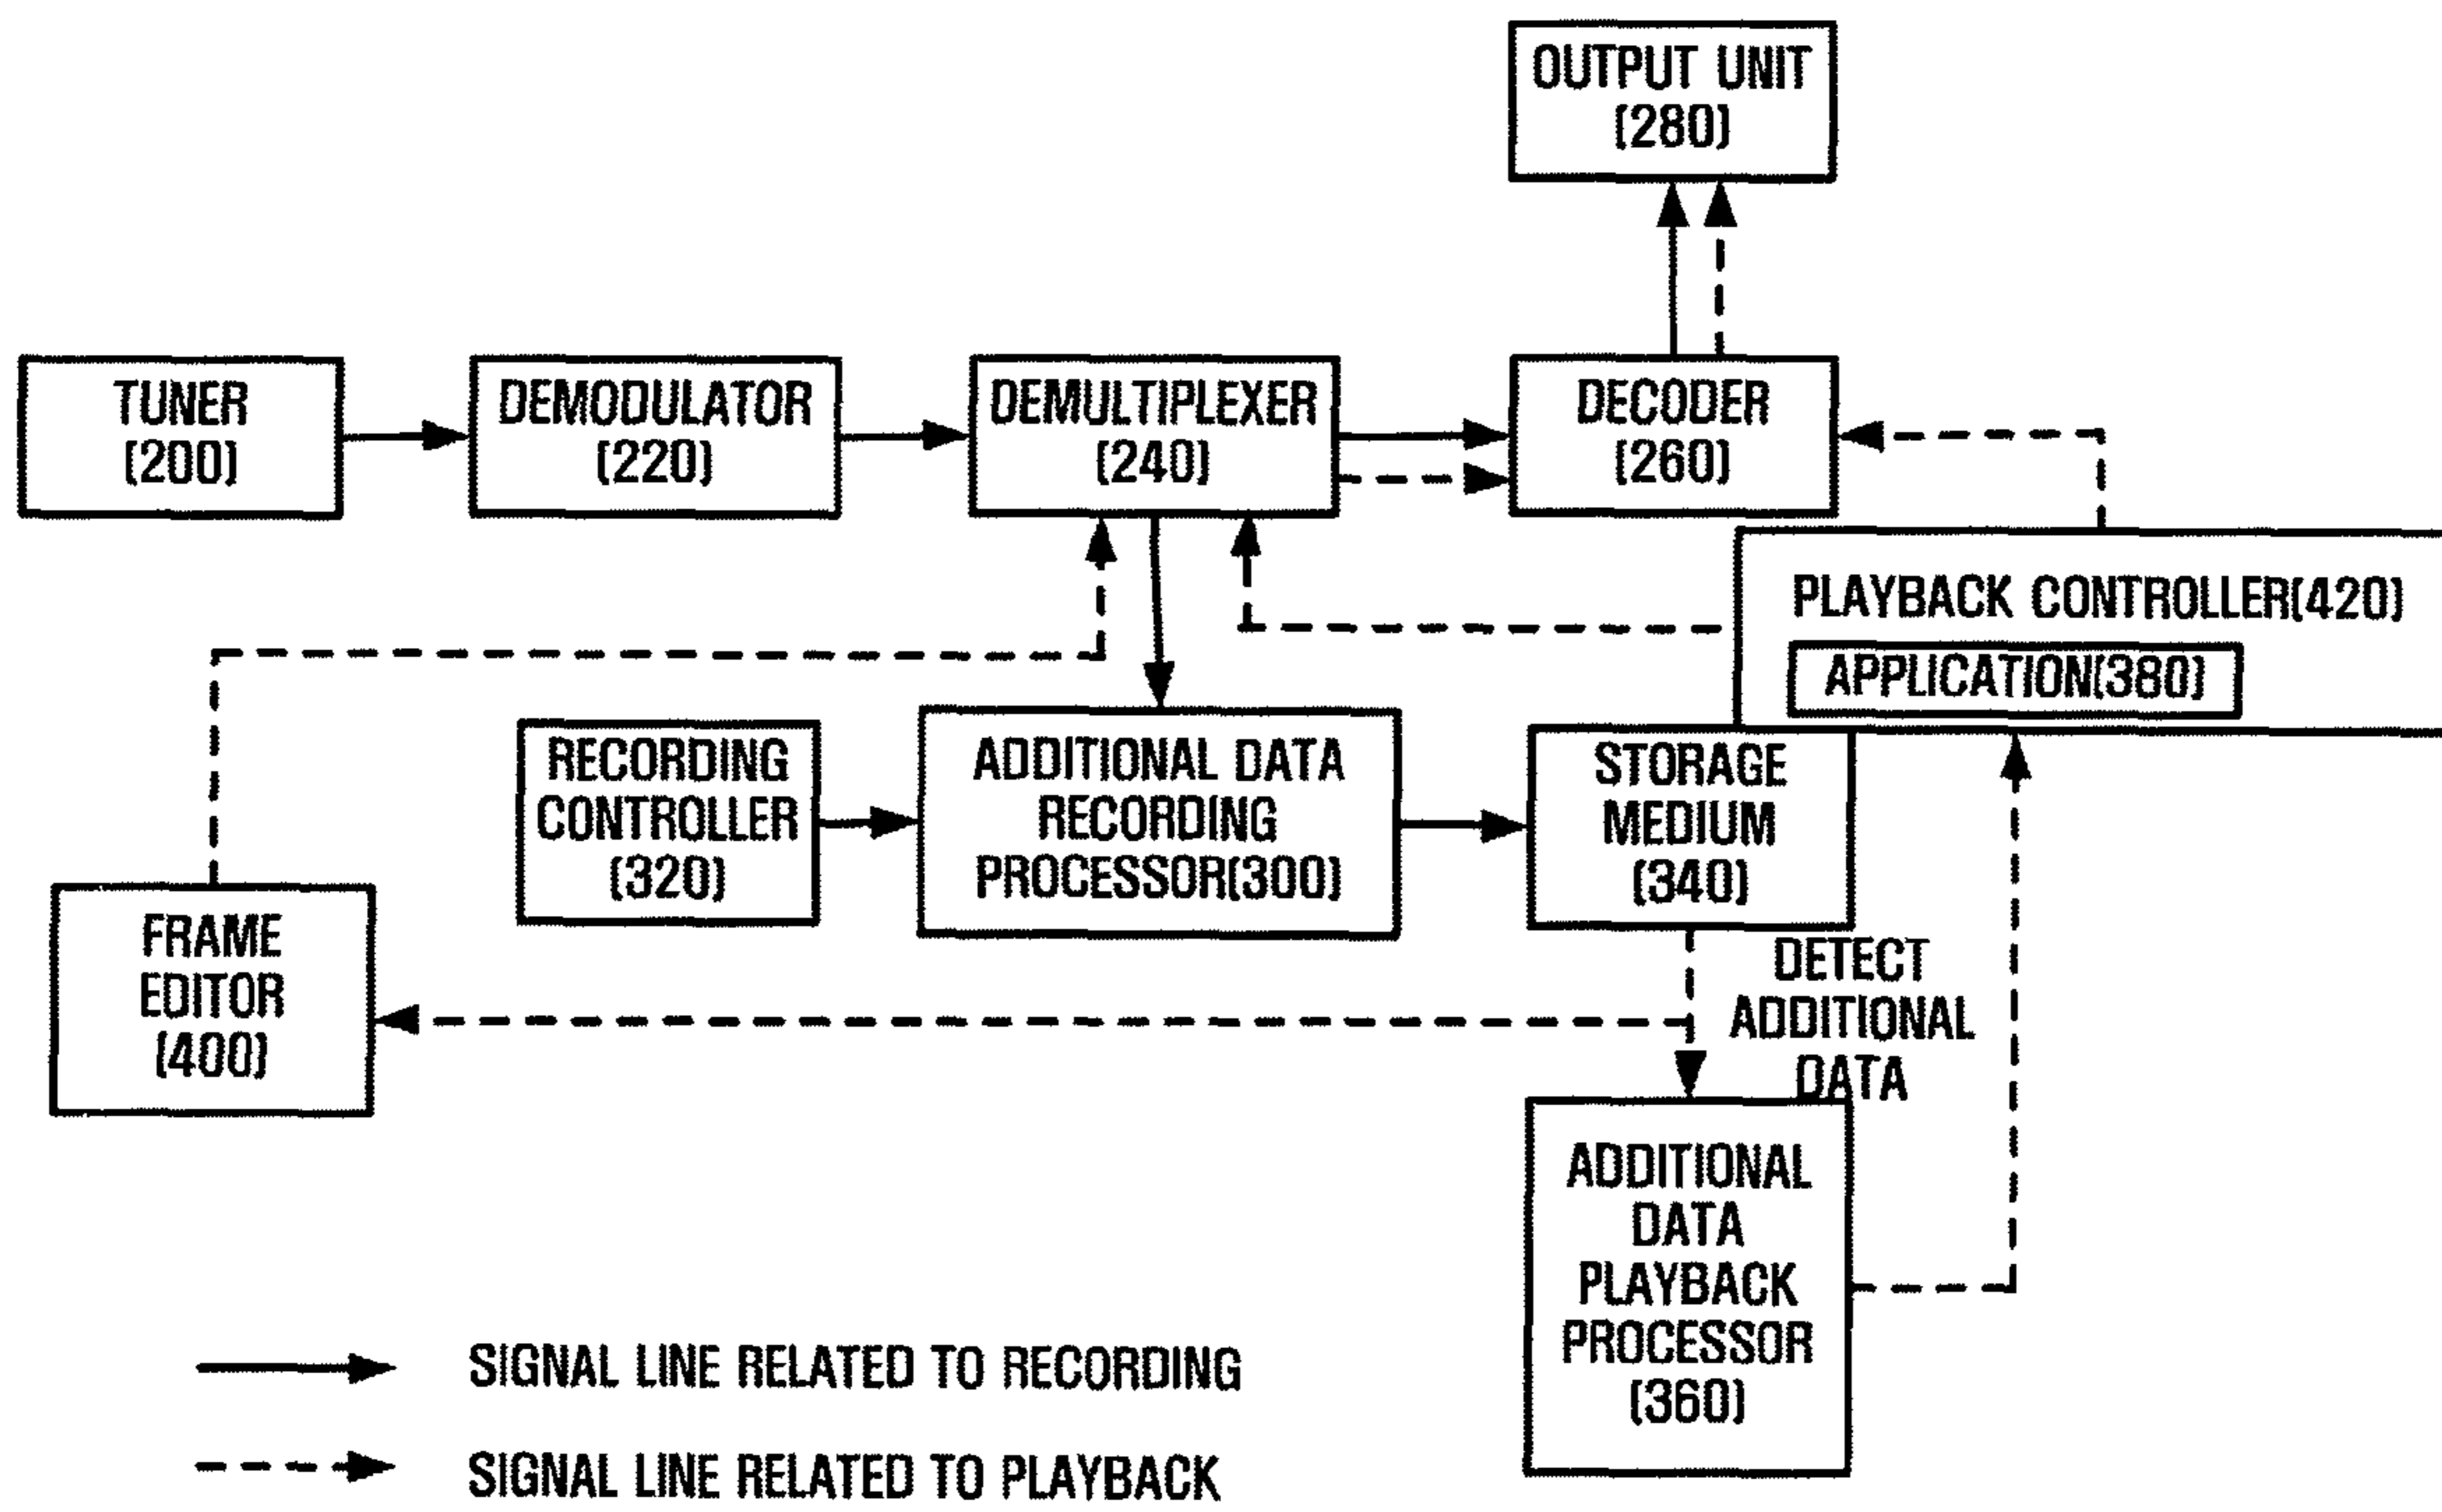 OUTPUT UNIT
(280)
TUNER
(200)
DEMODULATOR
(220)
DEMULTIPLEXER
(240)
DECODER
(260)
PLAYBACK CONTROLLER(420)
APPLICATION(380)
RECORDING
CONTROLLER
(320)
ADDITIONAL DATA
RECORDING
PROCESSOR(300)
STORAGE
MEDIUM
(340)
FRAME
EDITOR
(400)
DETECT
ADDITIONAL
DATA
ADDITIONAL
DATA
PLAYBACK
PROCESSOR
(360)
SIGNAL LINE RELATED TO RECORDING
SIGNAL LINE RELATED TO PLAYBACK